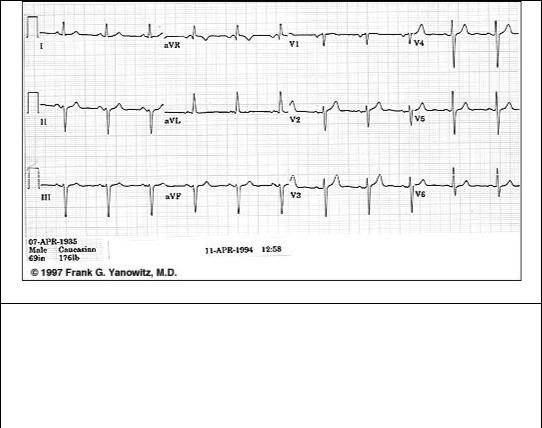 I aVR V1 V4
II aVL V2 V5
III aVF V3 V6
07-APR-1935
Male Caucasian 11-APR-1994 12:58
69in 176lb
© 1997 Frank G. Yanowitz, M.D.